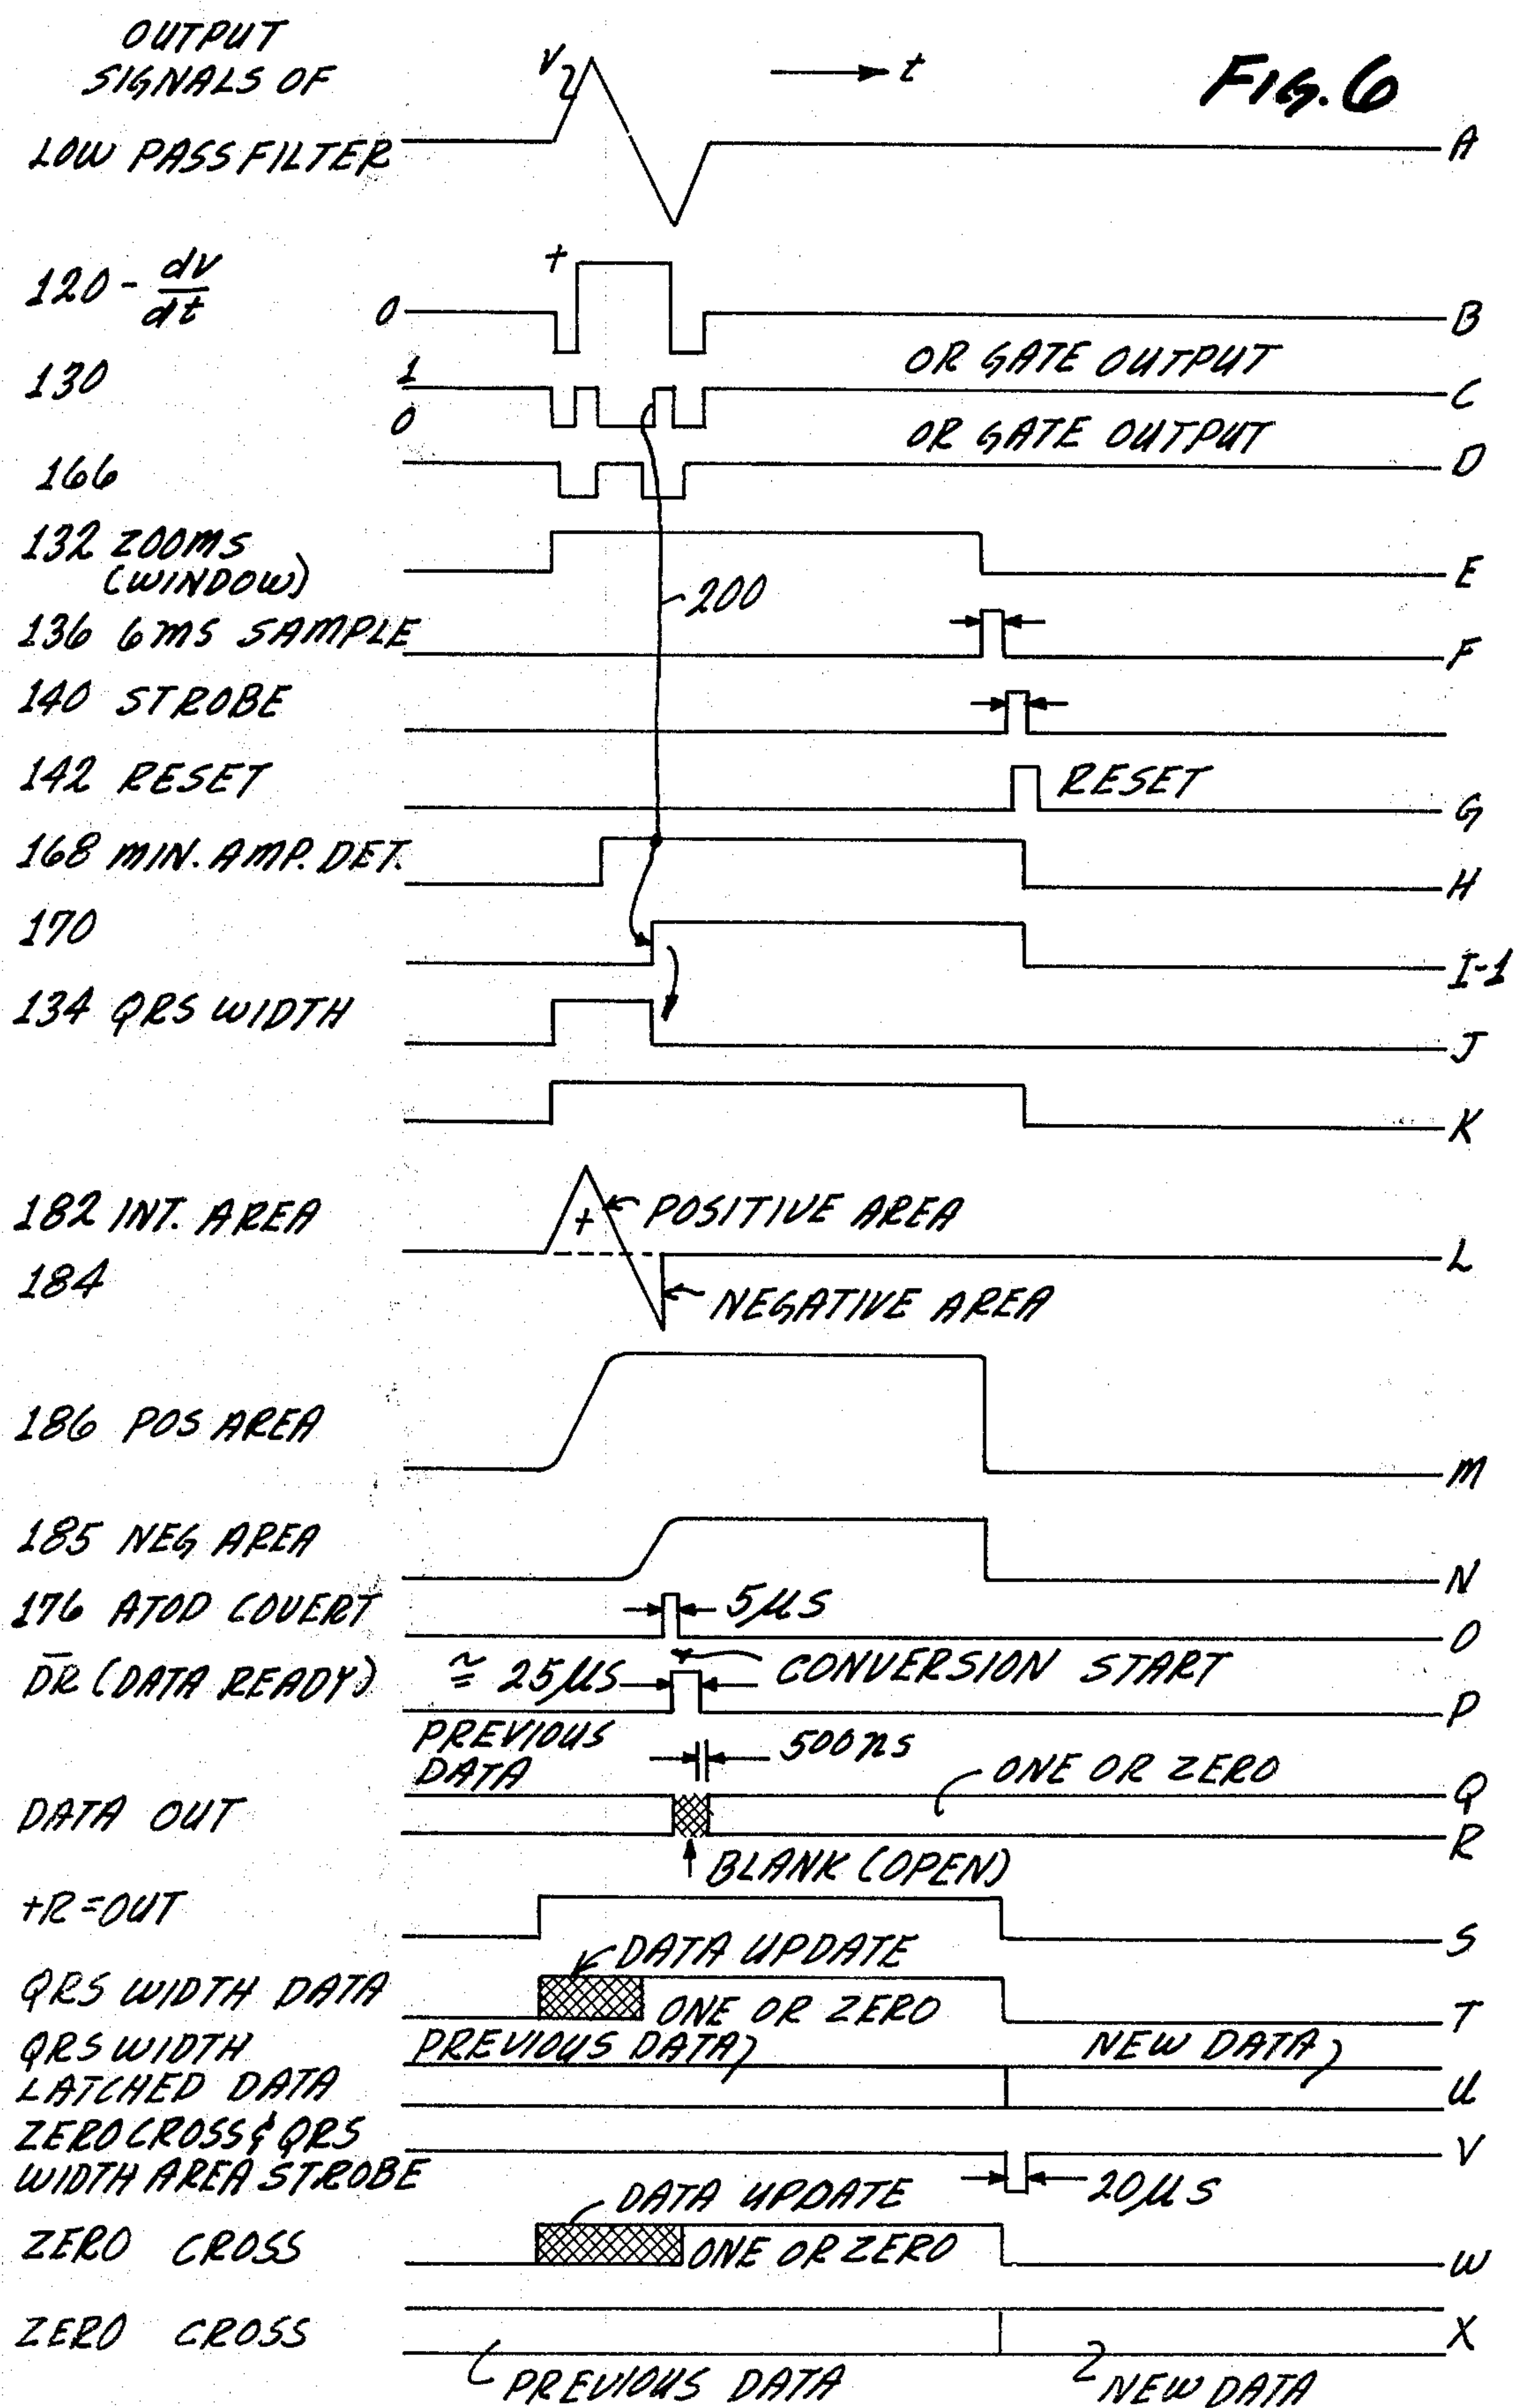 OUTPUT
SIGNALS OF
V
t
FIG. 6
LOW PASS FILTER
A
120 - dv/dt
+
0
B
OR GATE OUTPUT
130
1
0
C
OR GATE OUTPUT
166
D
132 200MS
(WINDOW)
E
200
136 6MS SAMPLE
F
140 STROBE
142 RESET
RESET
G
168 MIN. AMP. DET.
H
170
I-1
134 QRS WIDTH
J
K
182 INT. AREA
+
POSITIVE AREA
L
184
NEGATIVE AREA
186 POS AREA
M
185 NEG AREA
N
176 ATOD COVERT
5µS
O
D̅R̅ (DATA READY)
≅ 25µS
CONVERSION START
P
PREVIOUS
DATA
500ns
ONE OR ZERO
Q
DATA OUT
R
BLANK (OPEN)
+R=OUT
S
DATA UPDATE
QRS WIDTH DATA
ONE OR ZERO
T
QRS WIDTH
LATCHED DATA
PREVIOUS DATA
NEW DATA
U
ZERO CROSS & QRS
WIDTH AREA STROBE
V
20µS
DATA UPDATE
ZERO CROSS
ONE OR ZERO
W
ZERO CROSS
X
PREVIOUS DATA
NEW DATA